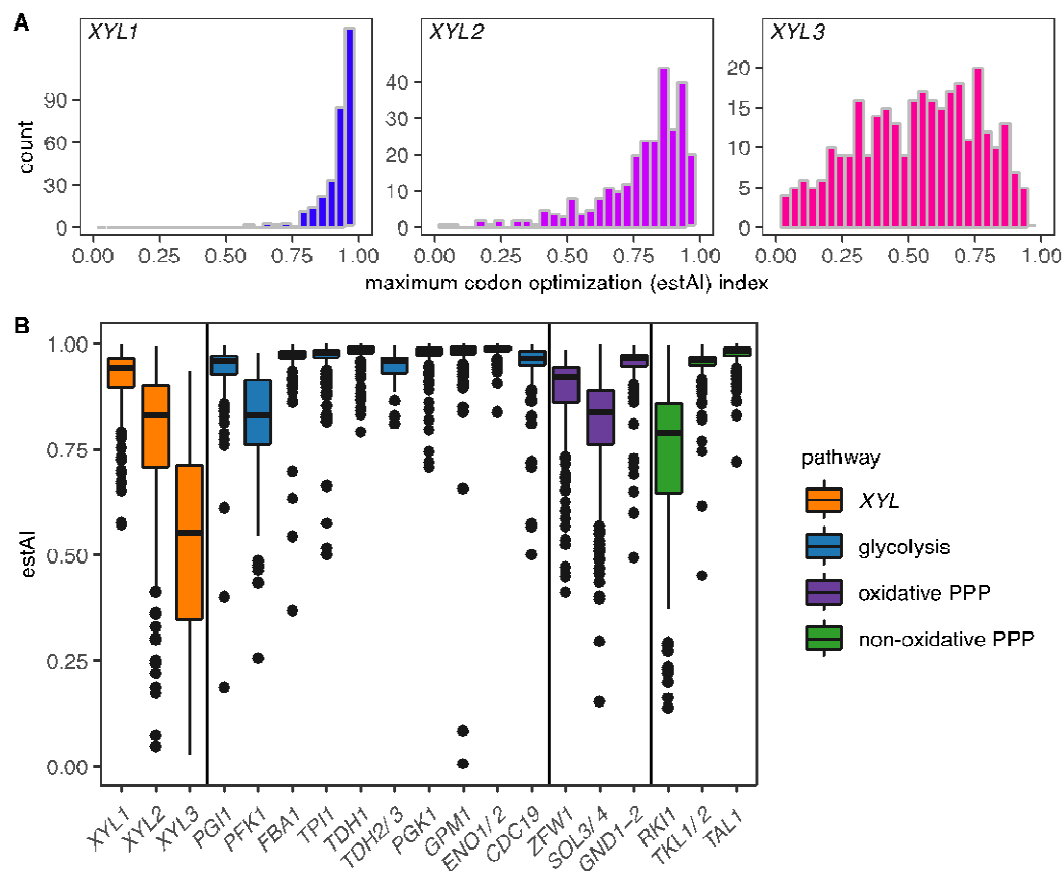 A
XYL1
XYL2
XYL3
count
90
60
30
0
40
30
20
10
0
20
15
10
5
0
0.00 0.25 0.50 0.75 1.00
0.00 0.25 0.50 0.75 1.00
0.00 0.25 0.50 0.75 1.00
maximum codon optimization (estAI) index
B
estAI
1.00
0.75
0.50
0.25
0.00
XYL1
XYL2
XYL3
PGI1
PFK1
FBA1
TPI1
TDH1
TDH2/3
PGK1
GPM1
ENO1/2
CDC19
ZFW1
SOL3/4
GND1-2
RKI1
TKL1/2
TAL1
pathway
XYL
glycolysis
oxidative PPP
non-oxidative PPP